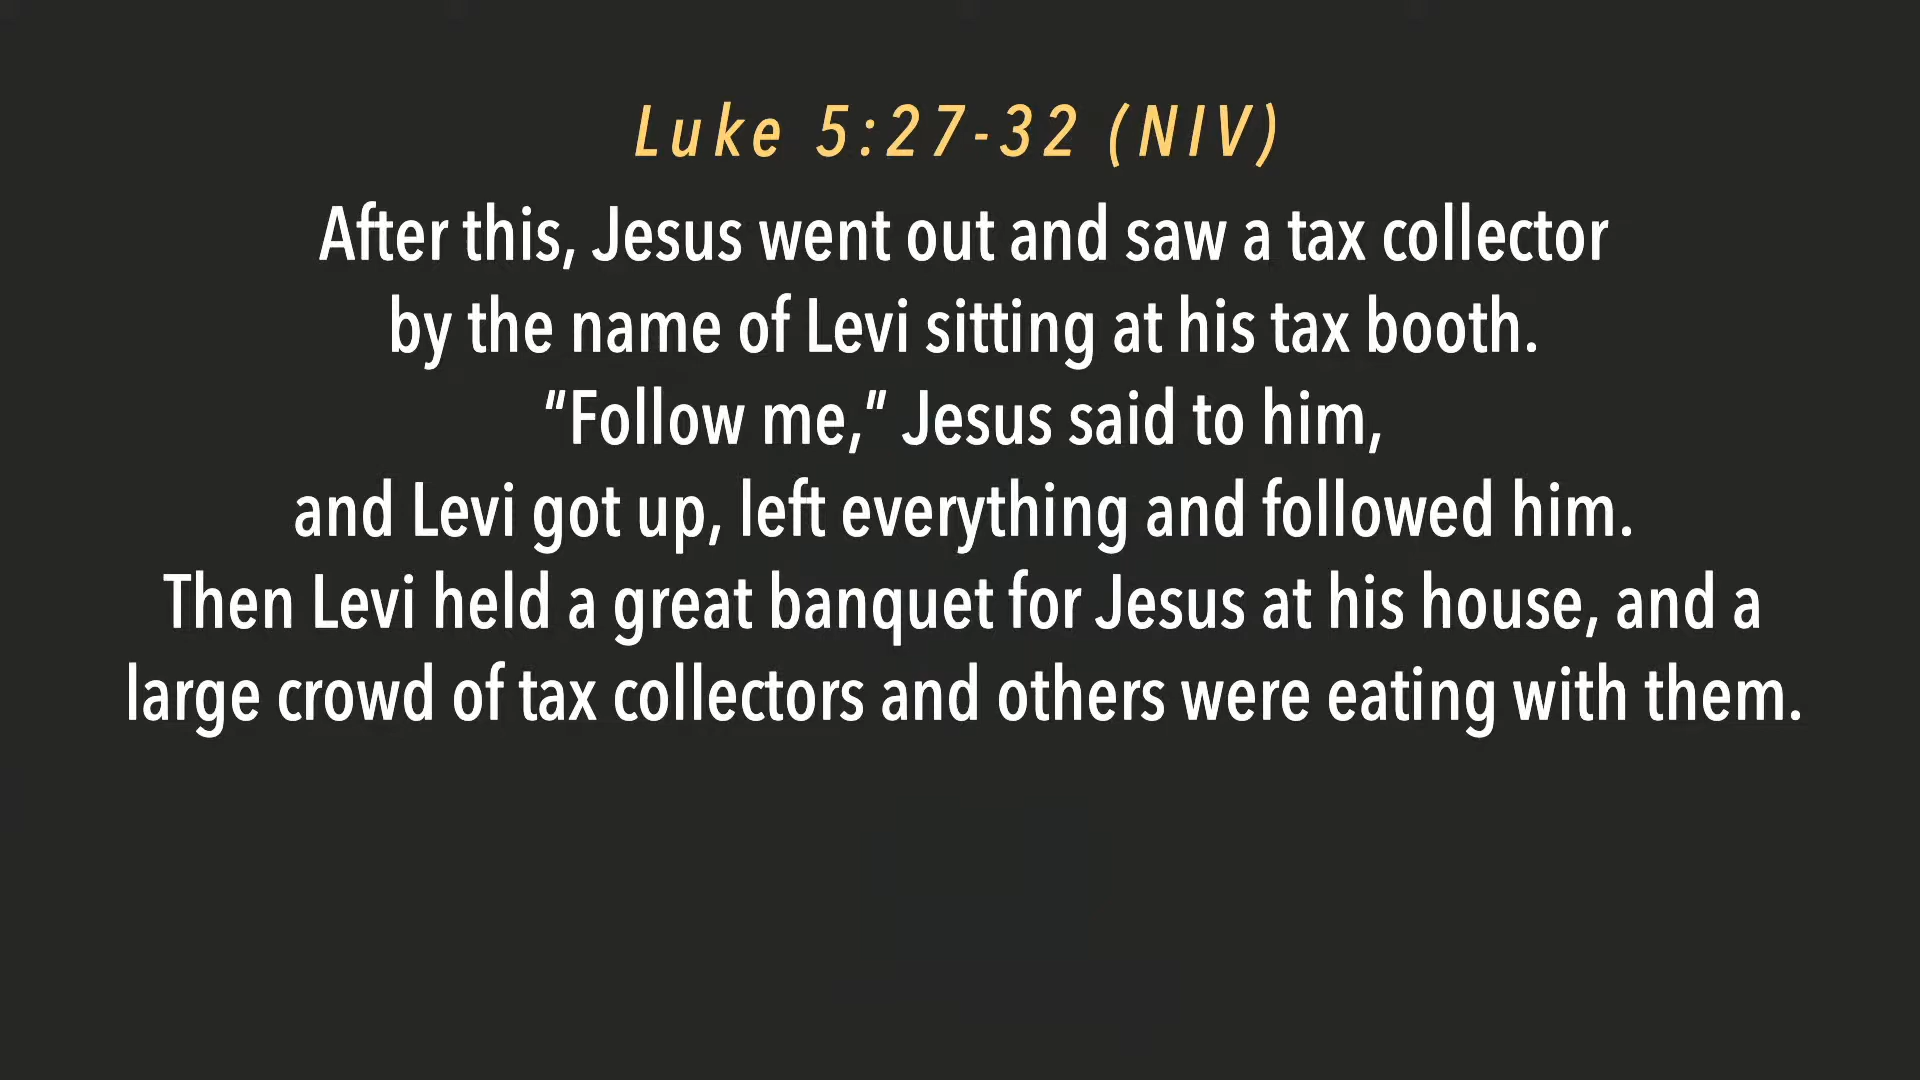 Luke 5:27-32 (NIV)
After this, Jesus went out and saw a tax collector
by the name of Levi sitting at his tax booth.
“Follow me,” Jesus said to him,
and Levi got up, left everything and followed him.
Then Levi held a great banquet for Jesus at his house, and a
large crowd of tax collectors and others were eating with them.